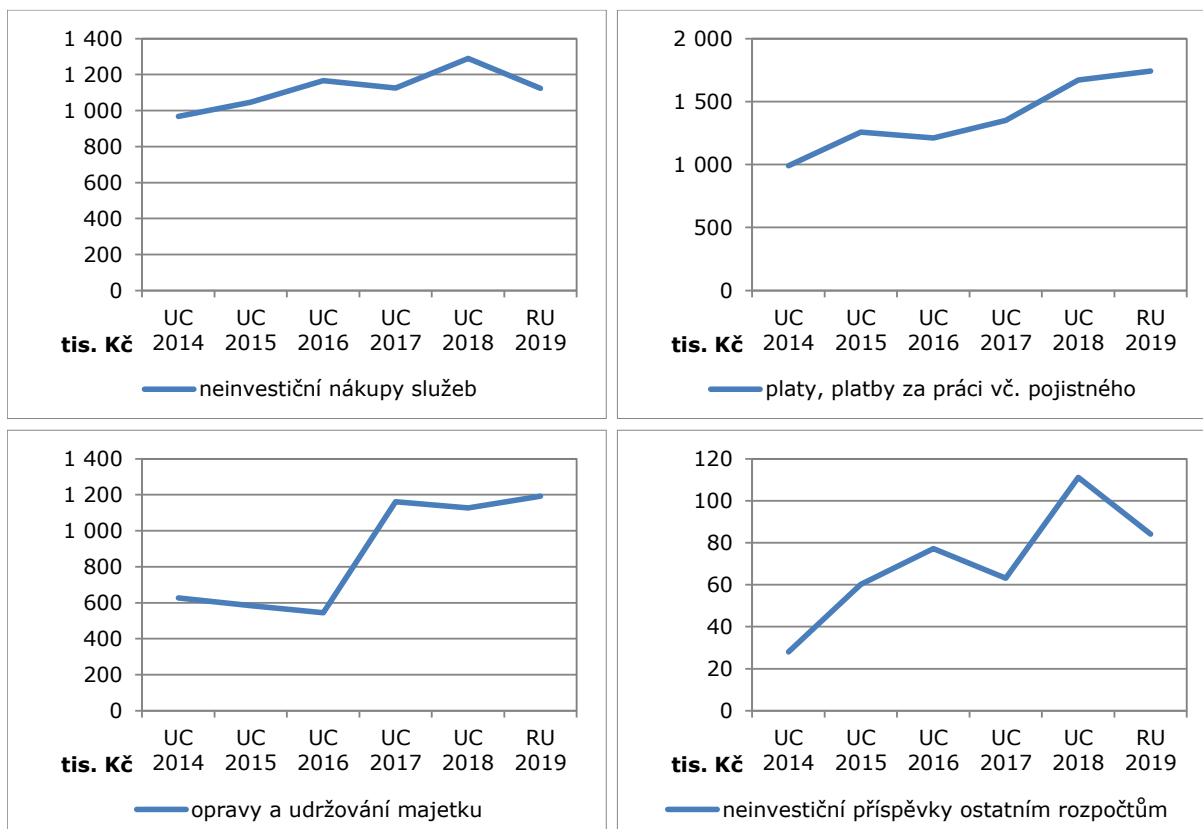 1 400
1 200
1 000
800
600
400
200
0
UC UC UC UC UC RU
tis. Kč 2014 2015 2016 2017 2018 2019
neinvestiční nákupy služeb
2 000
1 500
1 000
500
0
UC UC UC UC UC RU
tis. Kč 2014 2015 2016 2017 2018 2019
platy, platby za práci vč. pojistného
1 400
1 200
1 000
800
600
400
200
0
UC UC UC UC UC RU
tis. Kč 2014 2015 2016 2017 2018 2019
opravy a udržování majetku
120
100
80
60
40
20
0
UC UC UC UC UC RU
tis. Kč 2014 2015 2016 2017 2018 2019
neinvestiční příspěvky ostatním rozpočtům